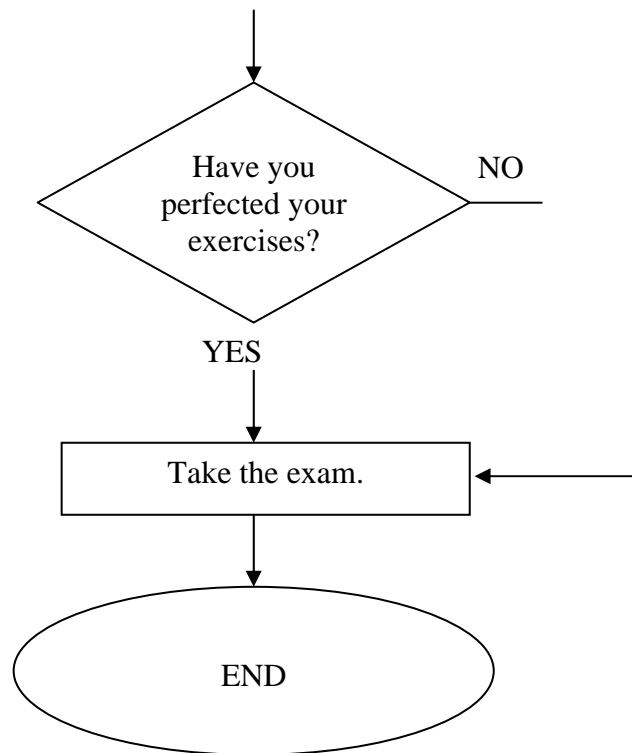 Have you
perfected your
exercises?
NO
YES
Take the exam.
END